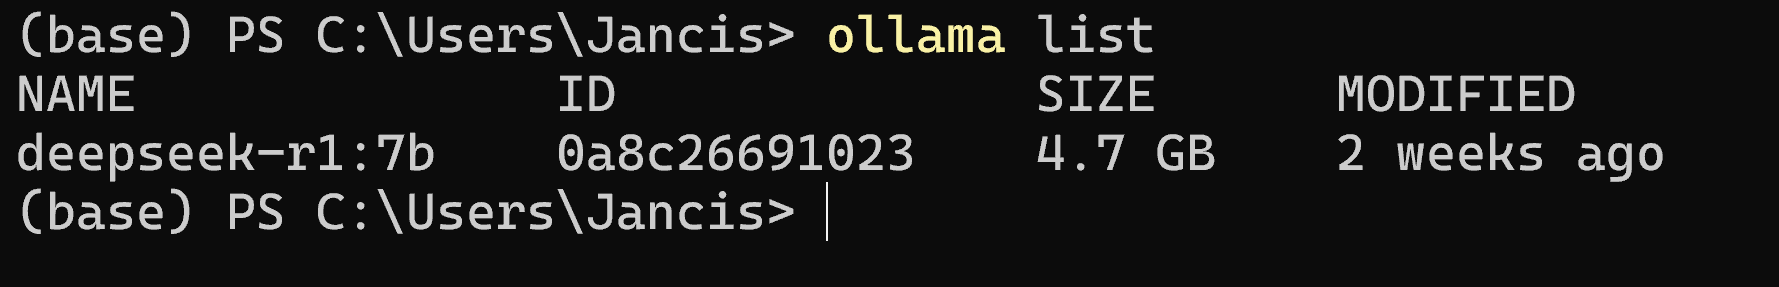 (base) PS C:\Users\Jancis> ollama list
NAME ID SIZE MODIFIED
deepseek-r1:7b 0a8c26691023 4.7 GB 2 weeks ago
(base) PS C:\Users\Jancis>